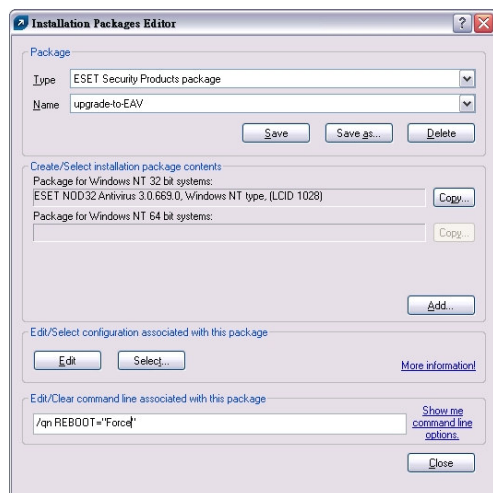 Installation Packages Editor
Package
Type ESET Security Products package
Name upgrade-to-EAV
Save Save as... Delete
Create/Select installation package contents
Package for Windows NT 32 bit systems:
ESET NOD32 Antivirus 3.0.669.0, Windows NT type, (LCID 1028) Copy...
Package for Windows NT 64 bit systems:
Copy...
Add...
Edit/Select configuration associated with this package
Edit Select... More information!
Edit/Clear command line associated with this package
/qn REBOOT="Force"
Show me
command line
options.
Close